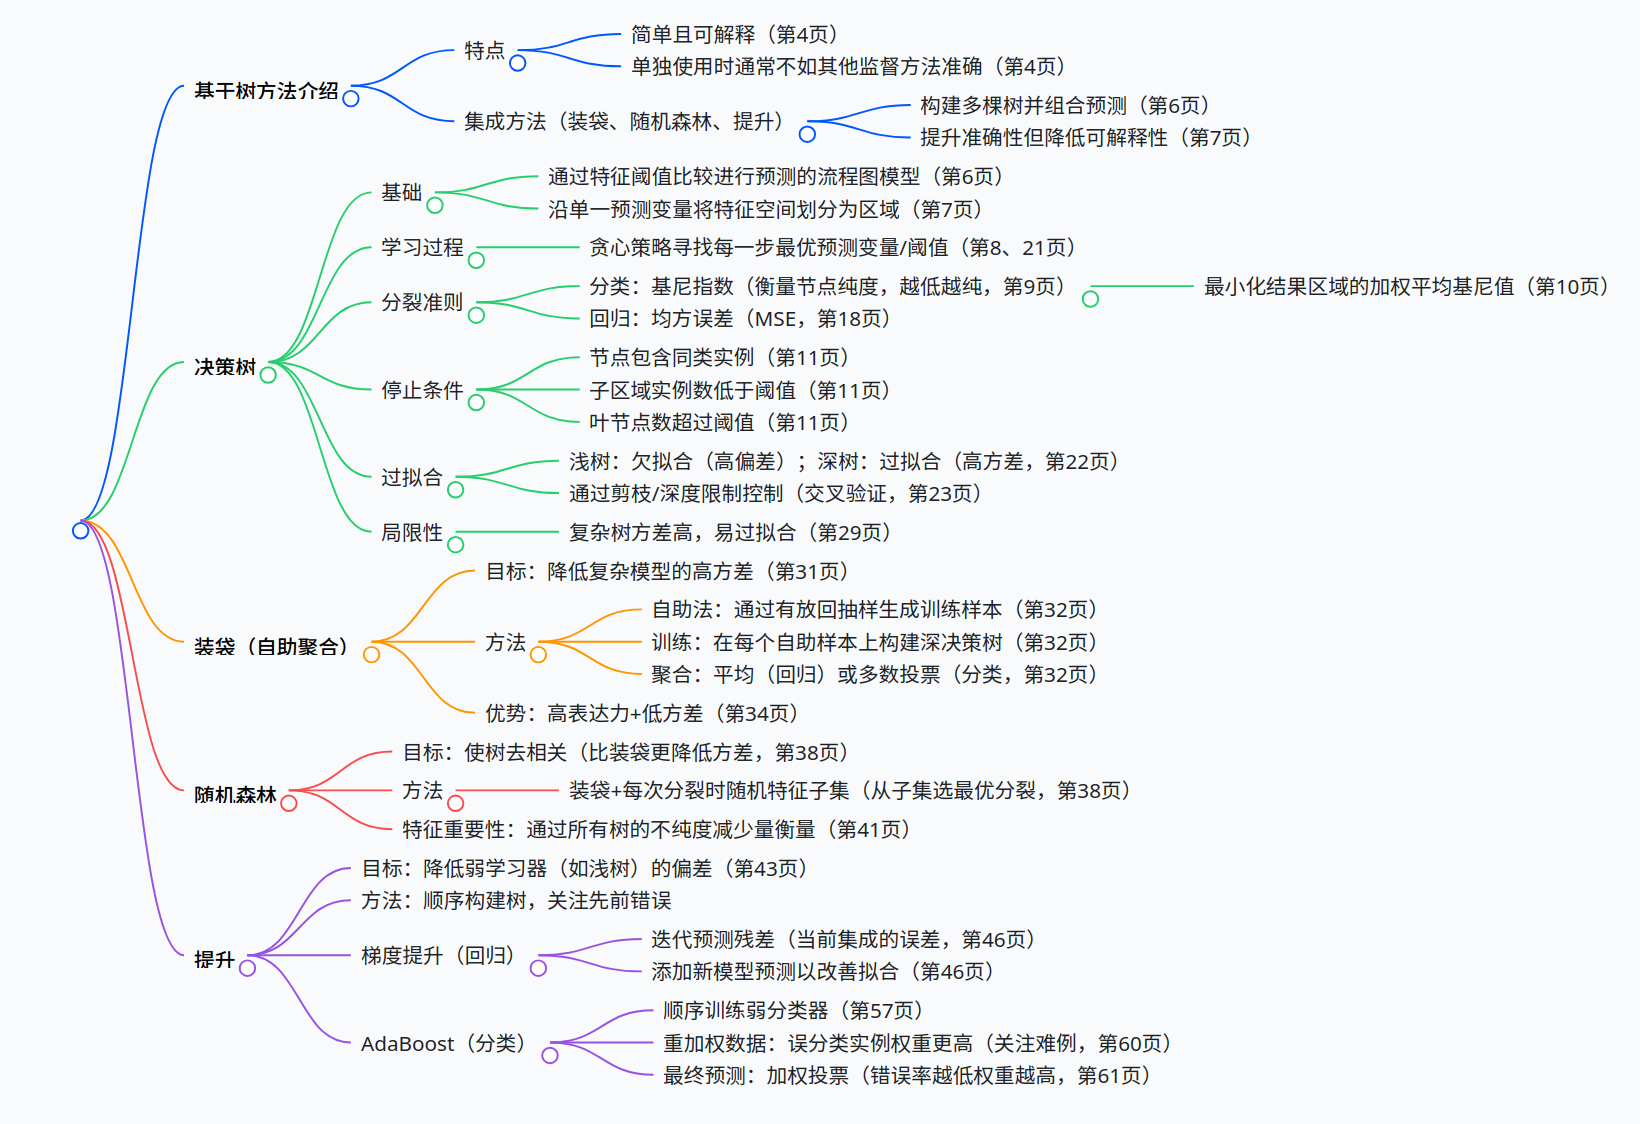 基于树方法介绍
特点
简单且可解释（第4页）
单独使用时通常不如其他监督方法准确（第4页）
集成方法（装袋、随机森林、提升）
构建多棵树并组合预测（第6页）
提升准确性但降低可解释性（第7页）
决策树
基础
通过特征阈值比较进行预测的流程图模型（第6页）
沿单一预测变量将特征空间划分为区域（第7页）
学习过程
贪心策略寻找每一步最优预测变量/阈值（第8、21页）
分裂准则
分类：基尼指数（衡量节点纯度，越低越纯，第9页）
最小化结果区域的加权平均基尼值（第10页）
回归：均方误差（MSE，第18页）
停止条件
节点包含同类实例（第11页）
子区域实例数低于阈值（第11页）
叶节点数超过阈值（第11页）
过拟合
浅树：欠拟合（高偏差）；深树：过拟合（高方差，第22页）
通过剪枝/深度限制控制（交叉验证，第23页）
局限性
复杂树方差高，易过拟合（第29页）
装袋（自助聚合）
目标：降低复杂模型的高方差（第31页）
方法
自助法：通过有放回抽样生成训练样本（第32页）
训练：在每个自助样本上构建深决策树（第32页）
聚合：平均（回归）或多数投票（分类，第32页）
优势：高表达力+低方差（第34页）
随机森林
目标：使树去相关（比装袋更降低方差，第38页）
方法
装袋+每次分裂时随机特征子集（从子集选最优分裂，第38页）
特征重要性：通过所有树的不纯度减少量衡量（第41页）
提升
目标：降低弱学习器（如浅树）的偏差（第43页）
方法：顺序构建树，关注先前错误
梯度提升（回归）
迭代预测残差（当前集成的误差，第46页）
添加新模型预测以改善拟合（第46页）
AdaBoost（分类）
顺序训练弱分类器（第57页）
重加权数据：误分类实例权重更高（关注难例，第60页）
最终预测：加权投票（错误率越低权重越高，第61页）